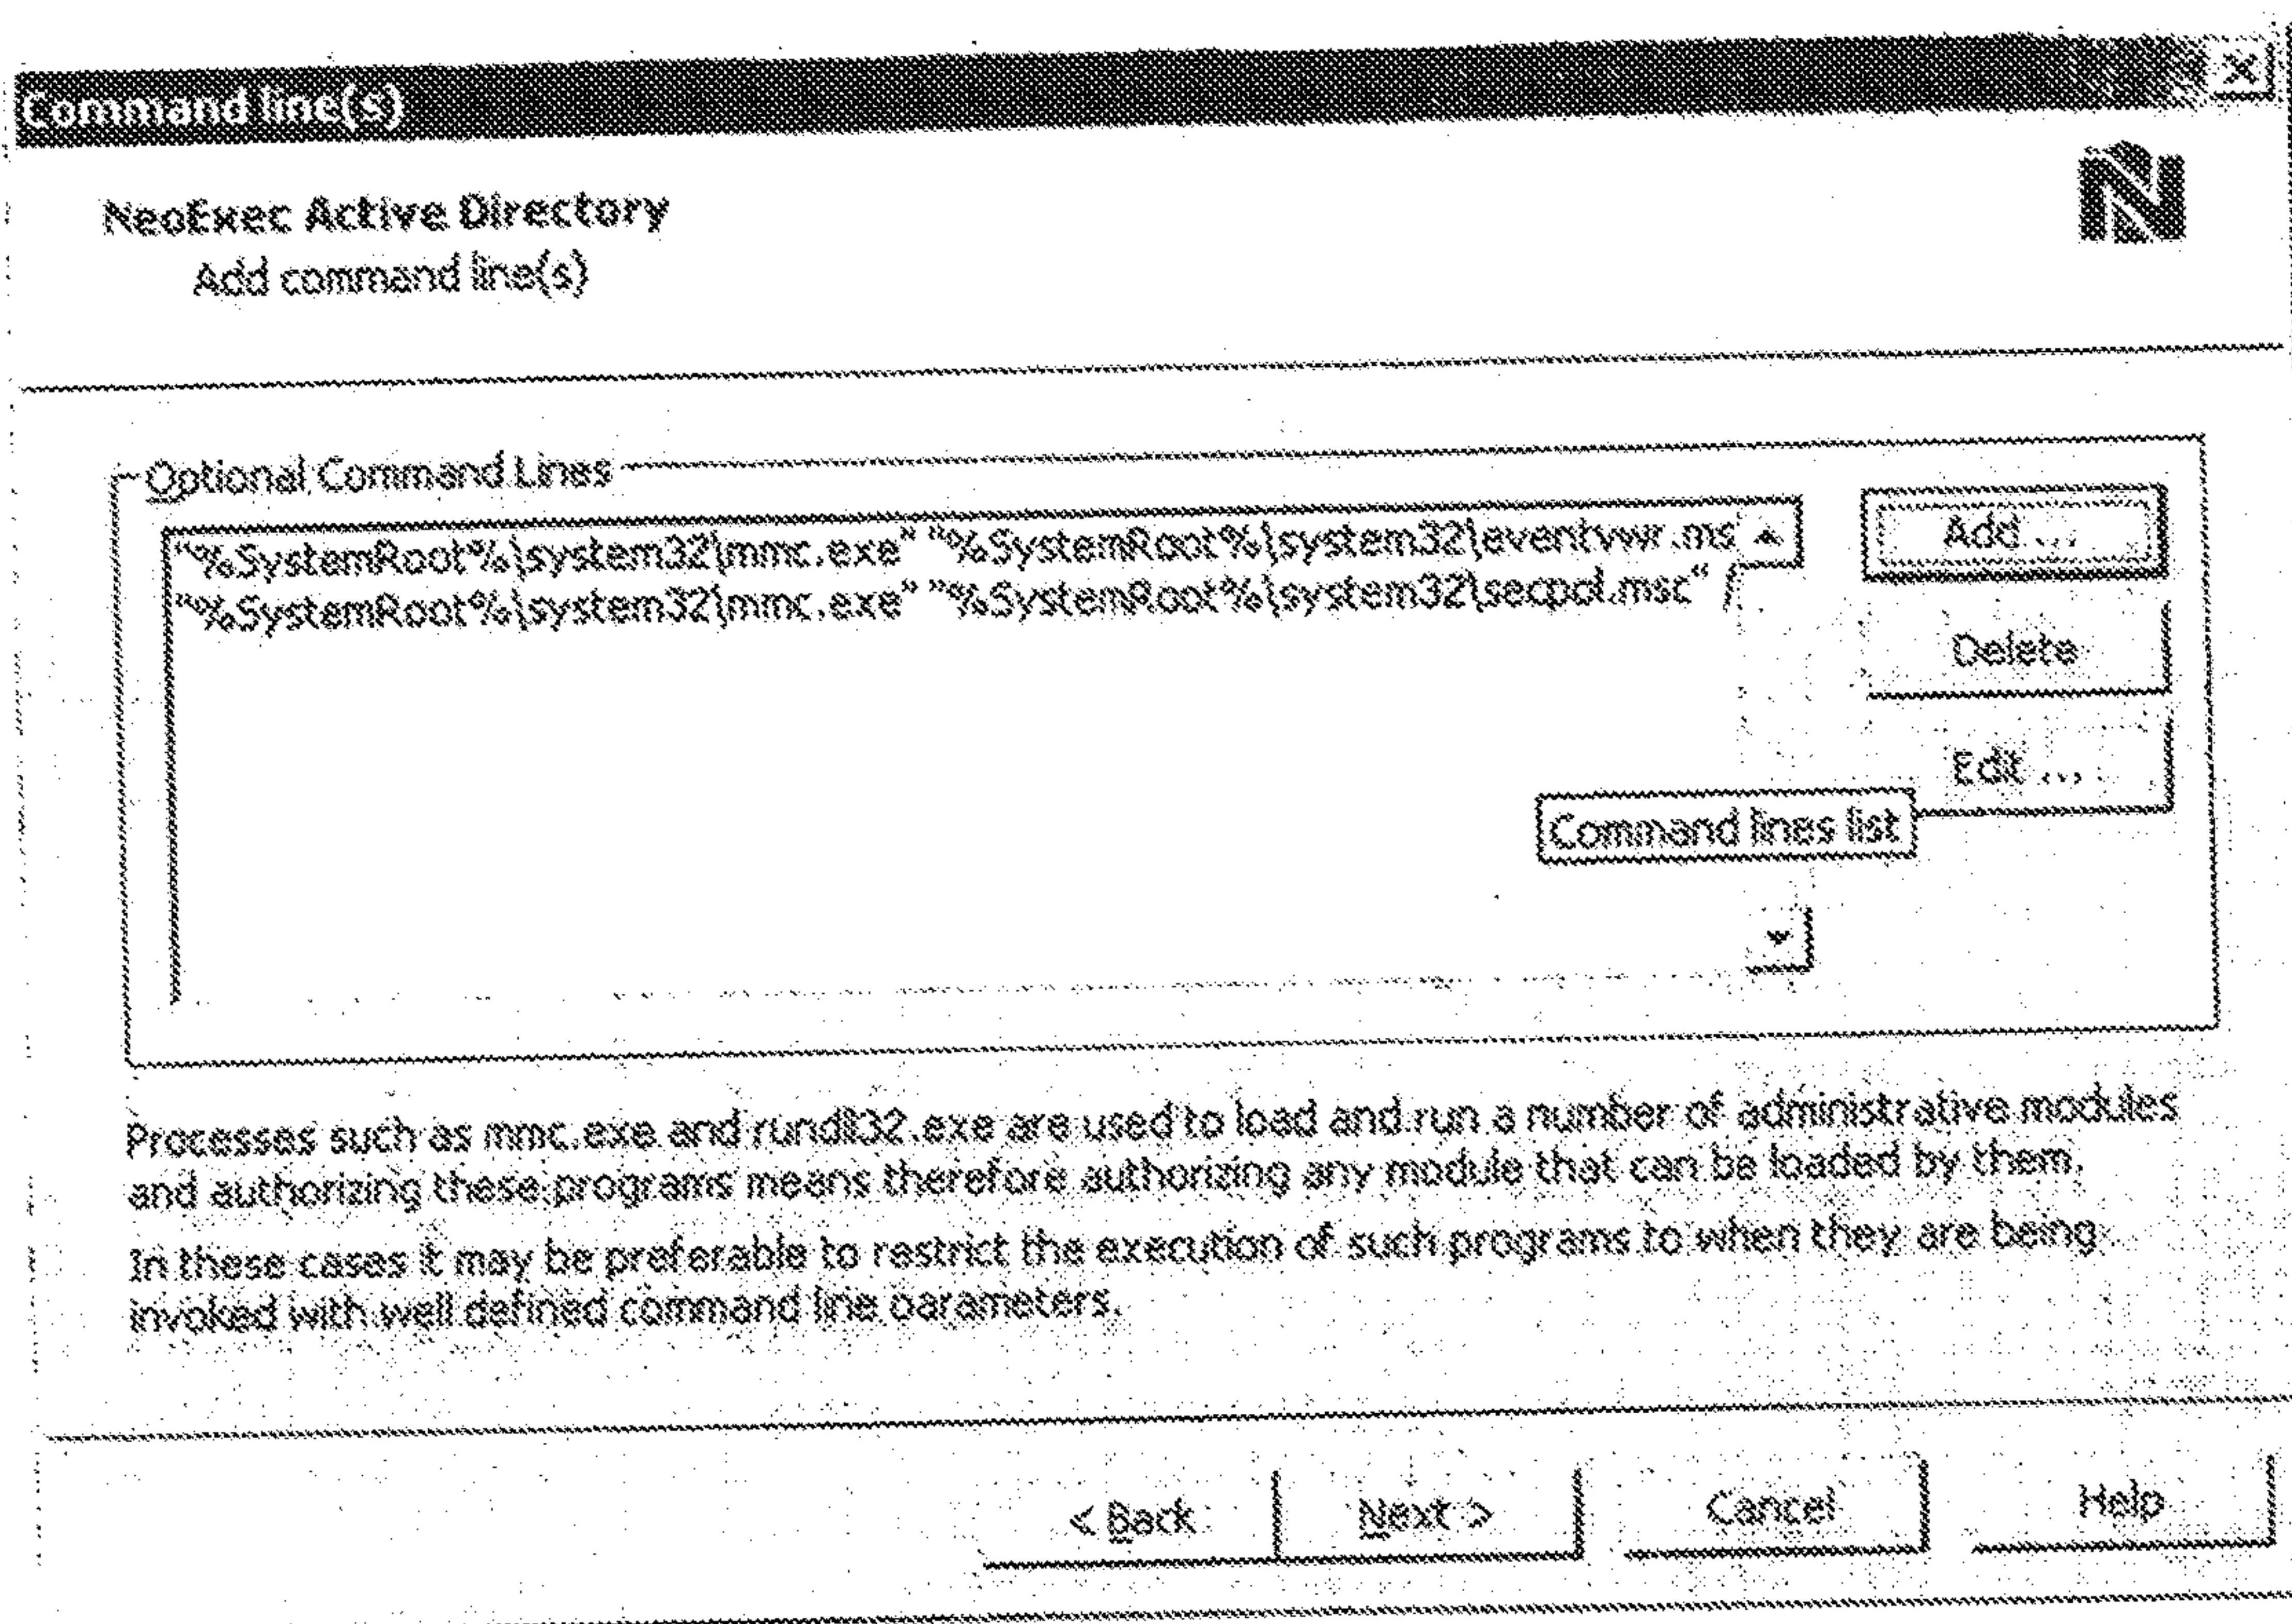 Command line(s)
NeoExec Active Directory
Add command line(s)
Optional Command Lines
"%SystemRoot%\system32\mmc.exe" "%SystemRoot%\system32\eventvwr.ms
"%SystemRoot%\system32\mmc.exe" "%SystemRoot%\system32\secpol.msc" /
Add ...
Delete
Edit ...
Command lines list
Processes such as mmc.exe and rundll32.exe are used to load and run a number of administrative modules
and authorizing these programs means therefore authorizing any module that can be loaded by them.
In these cases it may be preferable to restrict the execution of such programs to when they are being
invoked with well defined command line parameters.
< Back
Next >
Cancel
Help